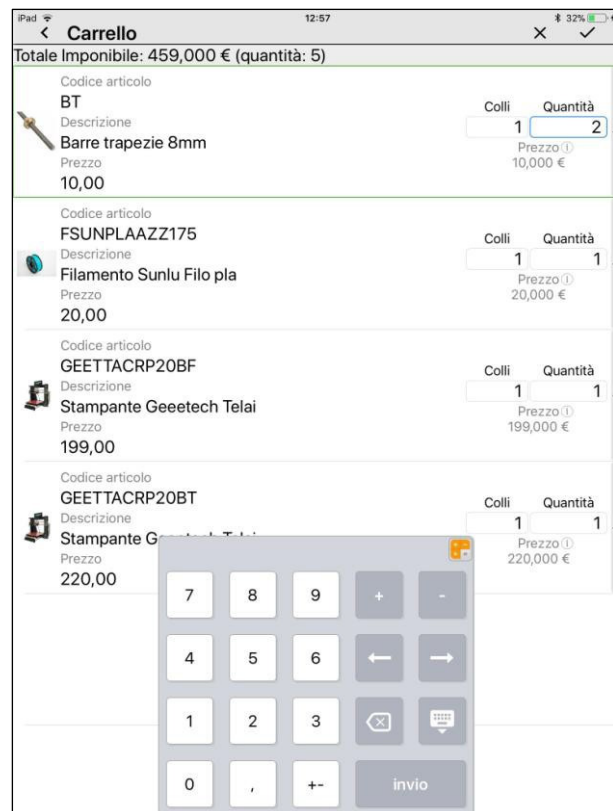 iPad 12:57 32%
Carrello
Totale Imponibile: 459,000 € (quantità: 5)
Codice articolo
BT
Descrizione
Barre trapezie 8mm
Prezzo
10,00
Colli Quantità
1 2
Prezzo
10,000 €
Codice articolo
FSUNPLAAZZ175
Descrizione
Filamento Sunlu Filo pla
Prezzo
20,00
Colli Quantità
1 1
Prezzo
20,000 €
Codice articolo
GEETTACRP20BF
Descrizione
Stampante Geeetech Telai
Prezzo
199,00
Colli Quantità
1 1
Prezzo
199,000 €
Codice articolo
GEETTACRP20BT
Descrizione
Stampante
Prezzo
220,00
Colli Quantità
1 1
Prezzo
220,000 €
7 8 9 + -
4 5 6 ← →
1 2 3
0 , +- invio